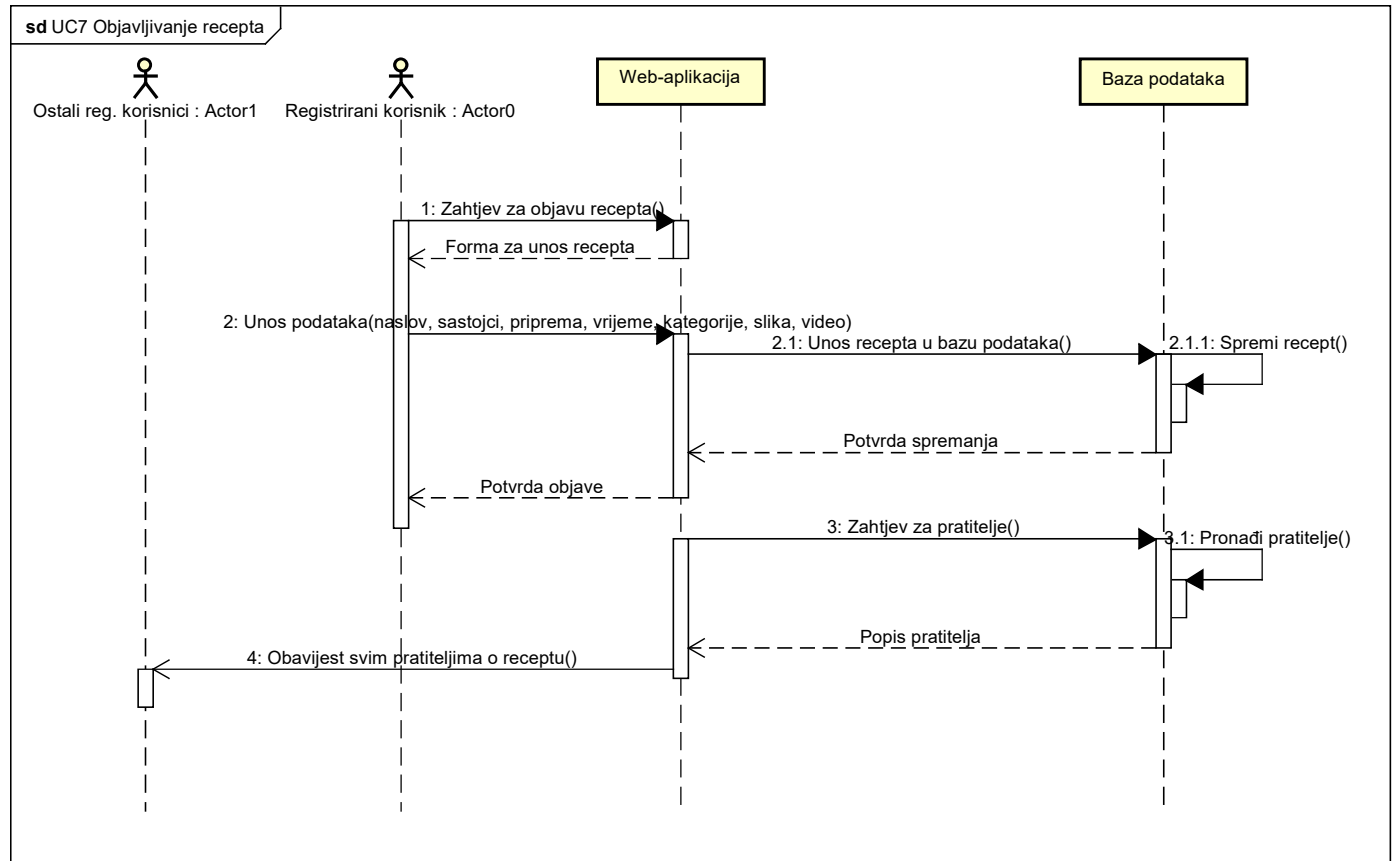 sd UC7 Objavljivanje recepta
Ostali reg. korisnici : Actor1
Registrirani korisnik : Actor0
Web-aplikacija
Baza podataka
1: Zahtjev za objavu recepta()
Forma za unos recepta
2: Unos podataka(naslov, sastojci, priprema, vrijeme, kategorije, slika, video)
2.1: Unos recepta u bazu podataka()
2.1.1: Spremi recept()
Potvrda spremanja
Potvrda objave
3: Zahtjev za pratitelje()
3.1: Pronađi pratitelje()
Popis pratitelja
4: Obavijest svim pratiteljima o receptu()